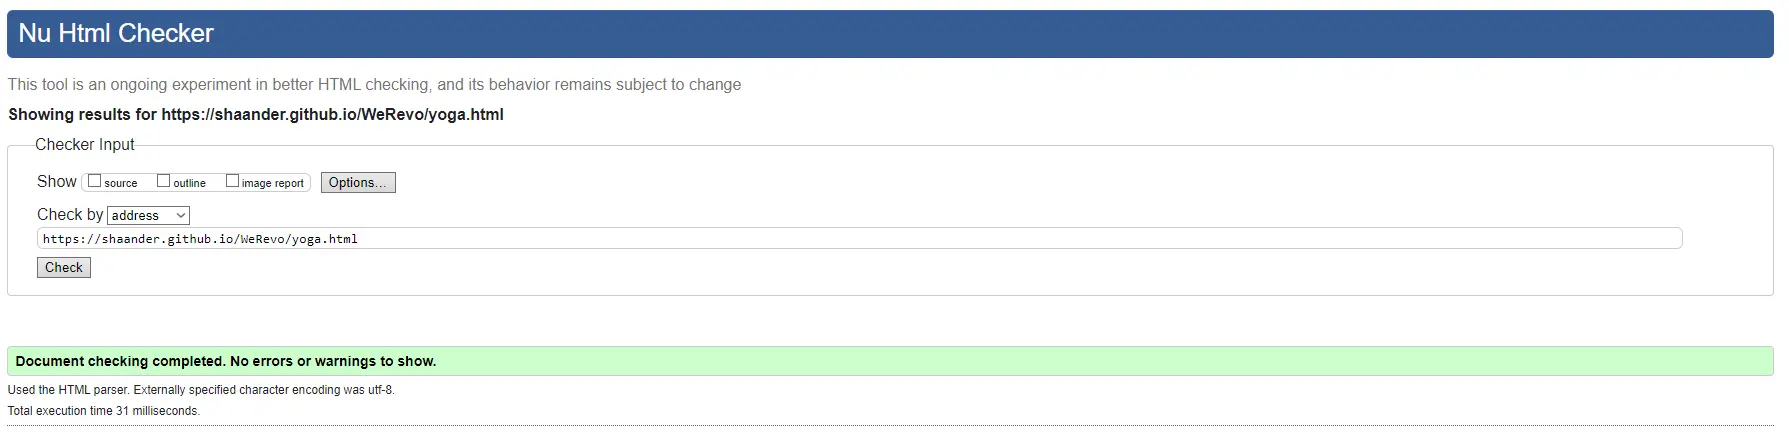 Nu Html Checker
This tool is an ongoing experiment in better HTML checking, and its behavior remains subject to change
Showing results for https://shaander.github.io/WeRevo/yoga.html
Checker Input
Show source outline image report Options...
Check by address
https://shaander.github.io/WeRevo/yoga.html
Check
Document checking completed. No errors or warnings to show.
Used the HTML parser. Externally specified character encoding was utf-8.
Total execution time 31 milliseconds.